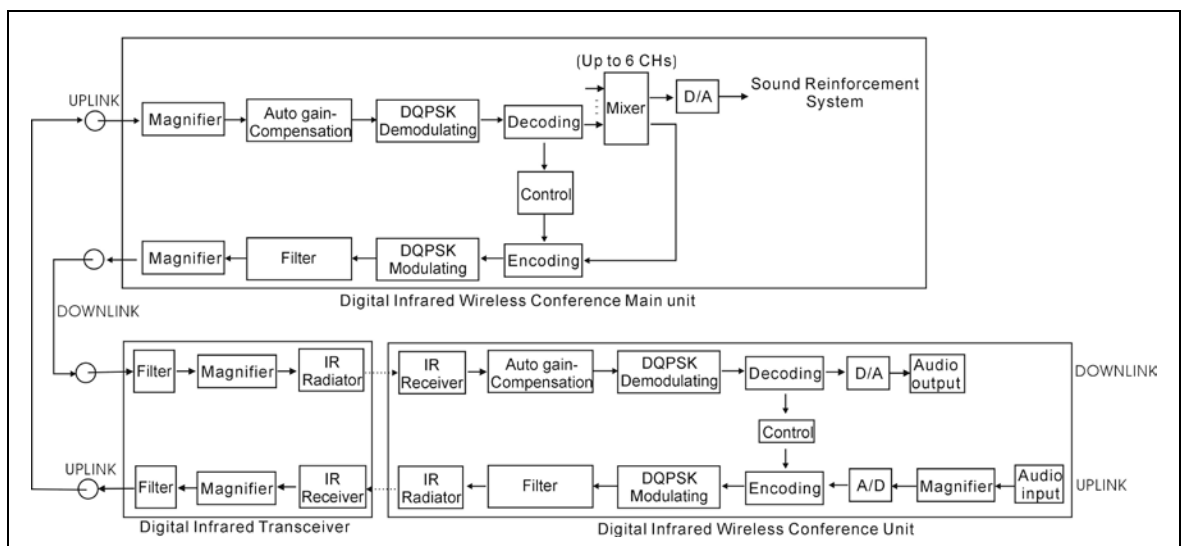 (Up to 6 CHs)
UPLINK
Magnifier
Auto gain-
Compensation
DQPSK
Demodulating
Decoding
Mixer
D/A
Sound Reinforcement
System
Control
Magnifier
Filter
DQPSK
Modulating
Encoding
Digital Infrared Wireless Conference Main unit
DOWNLINK
Filter
Magnifier
IR
Radiator
IR
Receiver
Auto gain-
Compensation
DQPSK
Demodulating
Decoding
D/A
Audio
output
DOWNLINK
Control
UPLINK
Filter
Magnifier
IR
Receiver
IR
Radiator
Filter
DQPSK
Modulating
Encoding
A/D
Magnifier
Audio
input
UPLINK
Digital Infrared Transceiver
Digital Infrared Wireless Conference Unit